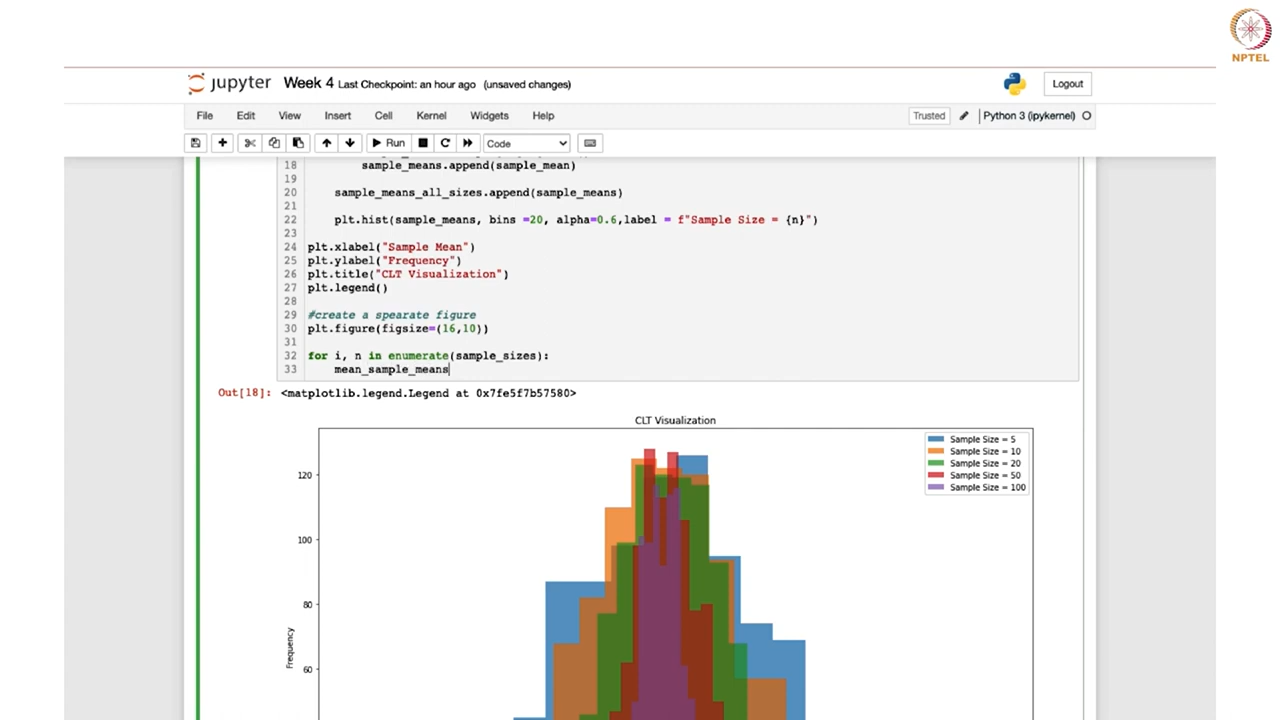 NPTEL
jupyter Week 4 Last Checkpoint: an hour ago (unsaved changes) Logout
File Edit View Insert Cell Kernel Widgets Help Trusted Python 3 (ipykernel)
Run Code
18 sample_means.append(sample_mean)
19
20 sample_means_all_sizes.append(sample_means)
21
22 plt.hist(sample_means, bins =20, alpha=0.6,label = f"Sample Size = {n}")
23
24 plt.xlabel("Sample Mean")
25 plt.ylabel("Frequency")
26 plt.title("CLT Visualization")
27 plt.legend()
28
29 #create a spearate figure
30 plt.figure(figsize=(16,10))
31
32 for i, n in enumerate(sample_sizes):
33 mean_sample_means
Out[18]: <matplotlib.legend.Legend at 0x7fe5f7b57580>
CLT Visualization
Sample Size = 5
Sample Size = 10
Sample Size = 20
Sample Size = 50
Sample Size = 100
120
100
80
60
Frequency